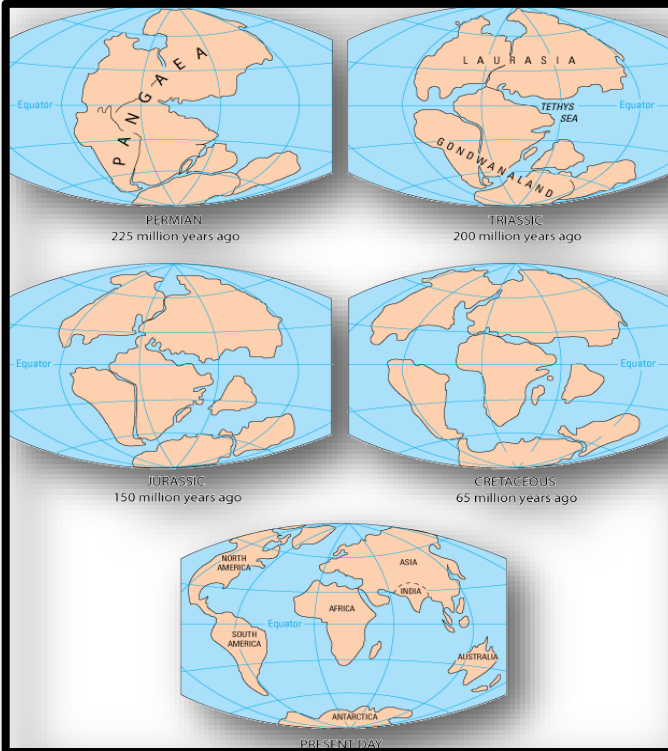 PANGAEA
Equator
PERMIAN
225 million years ago
LAURASIA
TETHYS
SEA
Equator
GONDWANALAND
TRIASSIC
200 million years ago
Equator
JURASSIC
150 million years ago
Equator
CRETACEOUS
65 million years ago
NORTH
AMERICA
ASIA
INDIA
AFRICA
Equator
SOUTH
AMERICA
AUSTRALIA
ANTARCTICA
PRESENT DAY